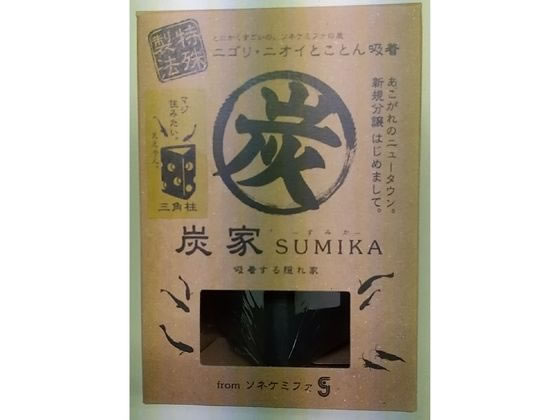 特殊製法
とにかくすごいの。ソネケミファの炭
ニゴリ・ニオイとことん吸着
炭
あこがれのニュータウン。
新規分譲はじめまして。
マジ
住みたい。
三角柱
すみか
炭家 SUMIKA
吸着する隠れ家
from ソネケミファ